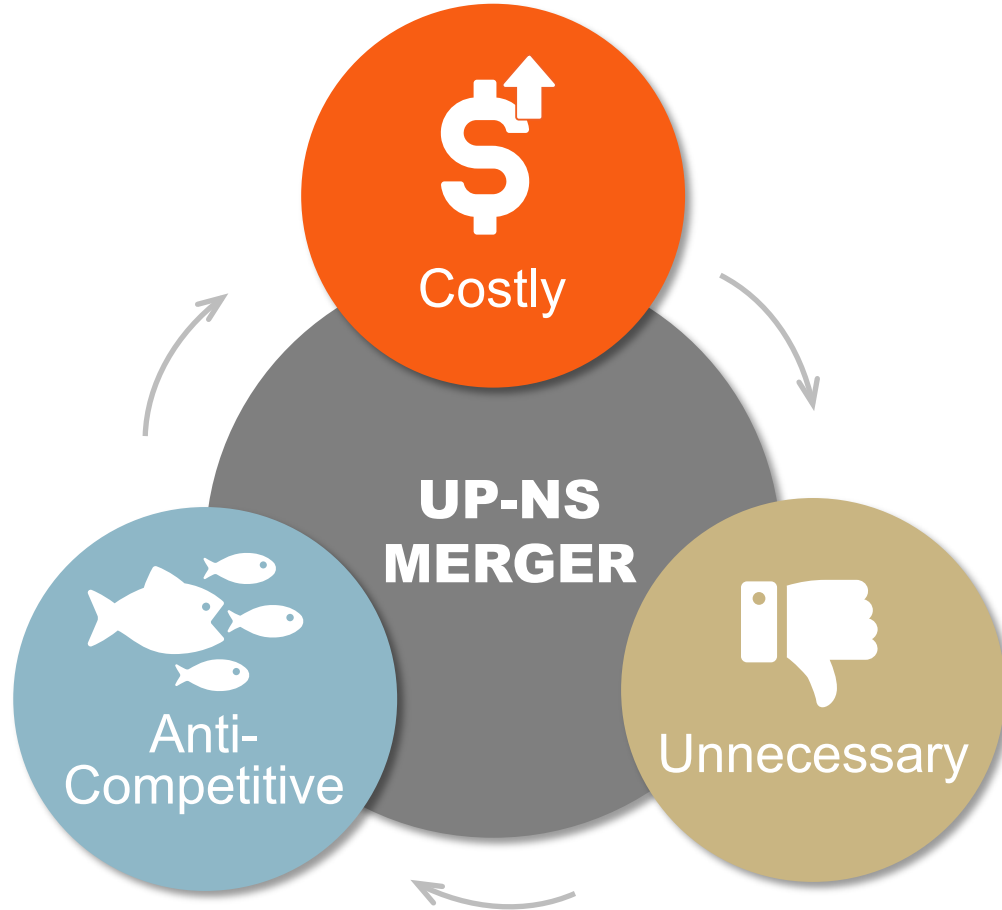 Costly
UP-NS
MERGER
Anti-
Competitive
Unnecessary